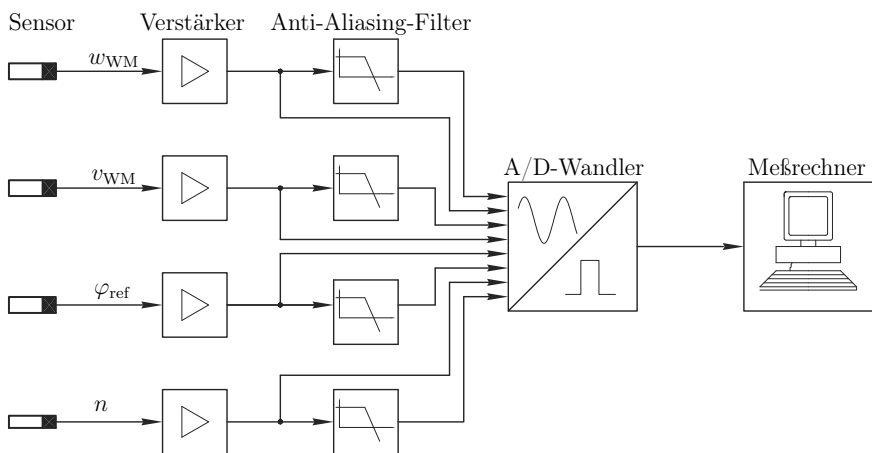 Sensor Verstärker Anti-Aliasing-Filter
w_WM
v_WM
A/D-Wandler Meßrechner
φ_ref
n